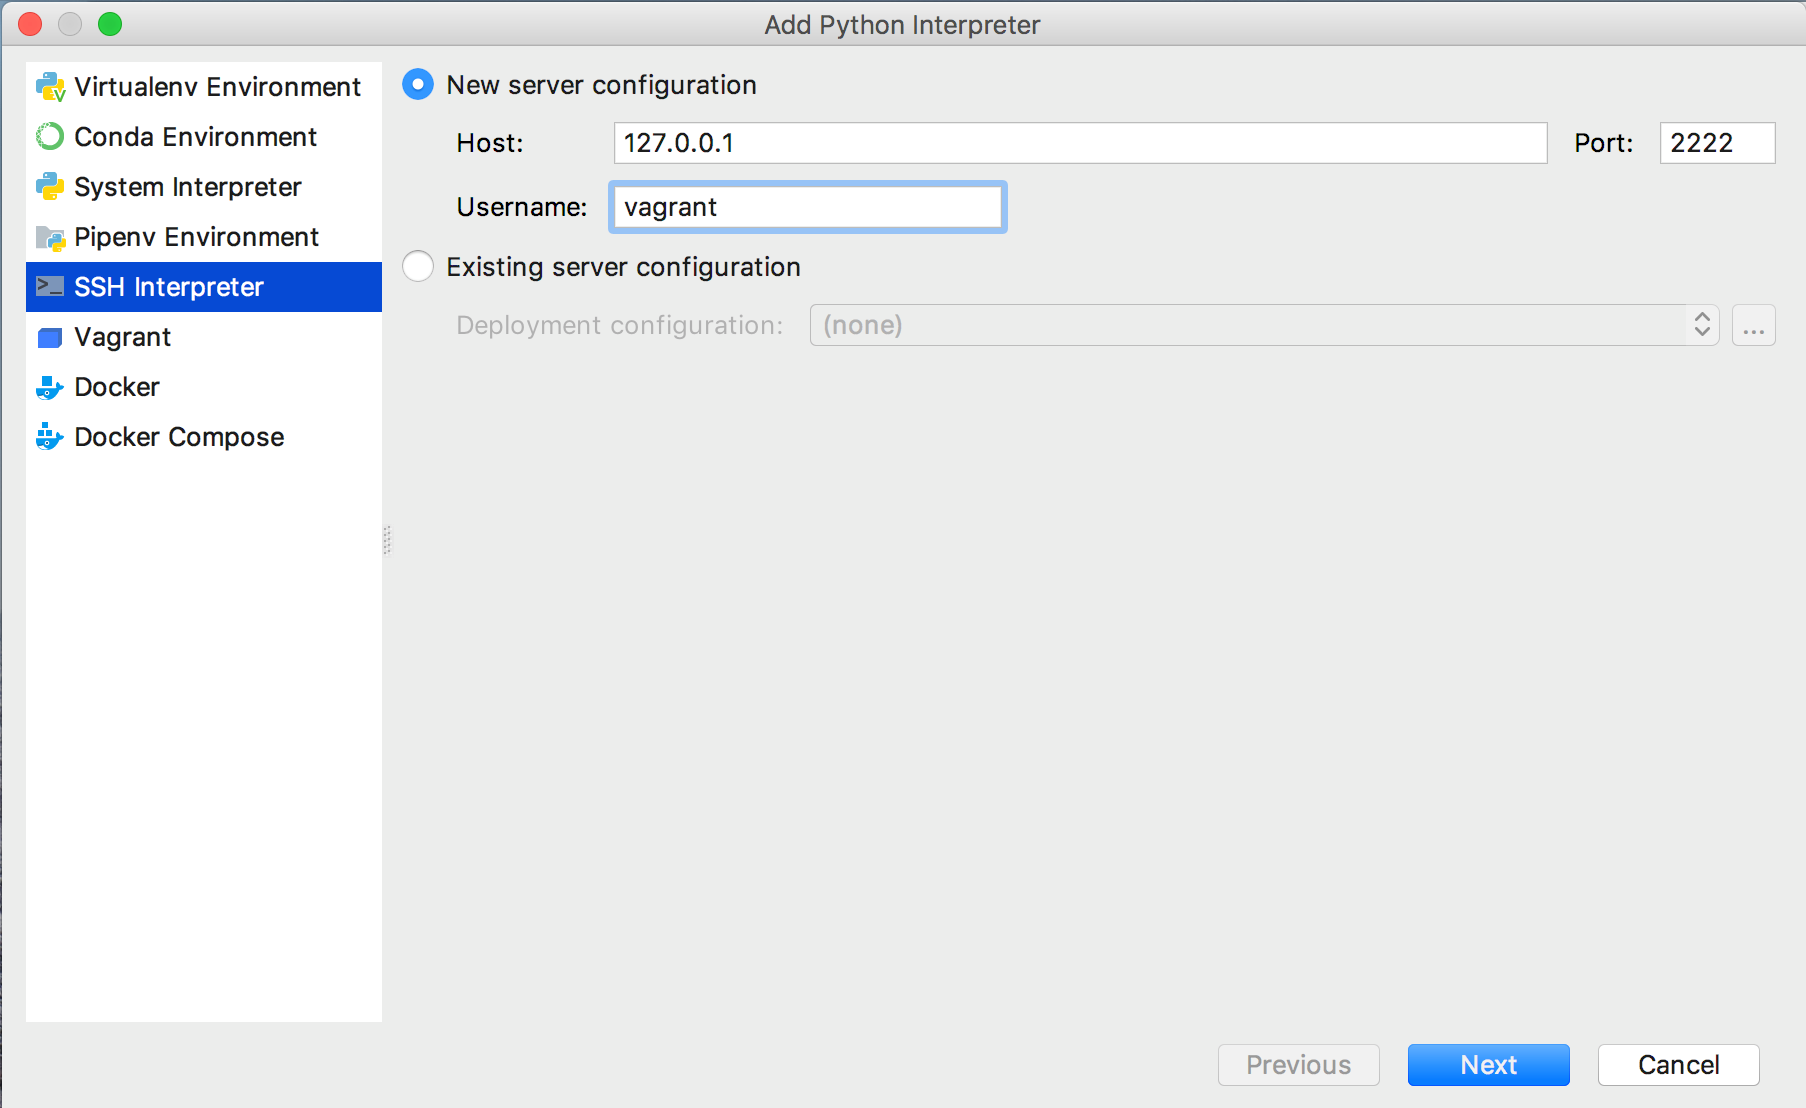 Add Python Interpreter
Virtualenv Environment
Conda Environment
System Interpreter
Pipenv Environment
SSH Interpreter
Vagrant
Docker
Docker Compose
New server configuration
Host: 127.0.0.1 Port: 2222
Username: vagrant
Existing server configuration
Deployment configuration: (none) ...
Previous Next Cancel